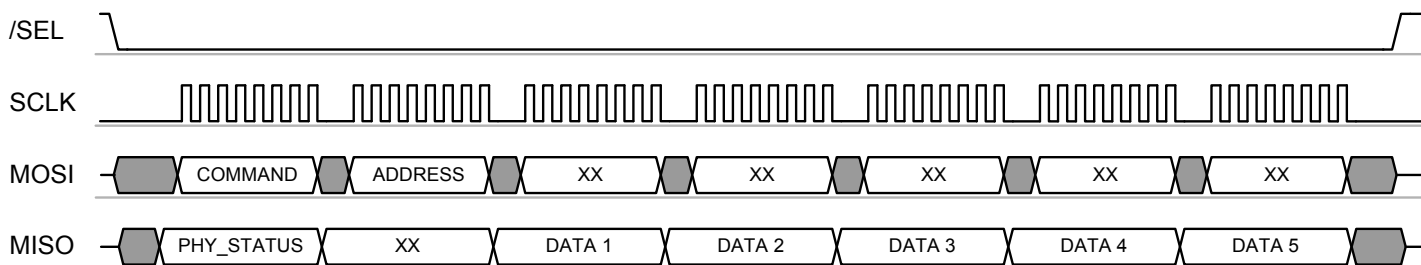 /SEL
SCLK
MOSI COMMAND ADDRESS XX XX XX XX XX
MISO PHY_STATUS XX DATA 1 DATA 2 DATA 3 DATA 4 DATA 5